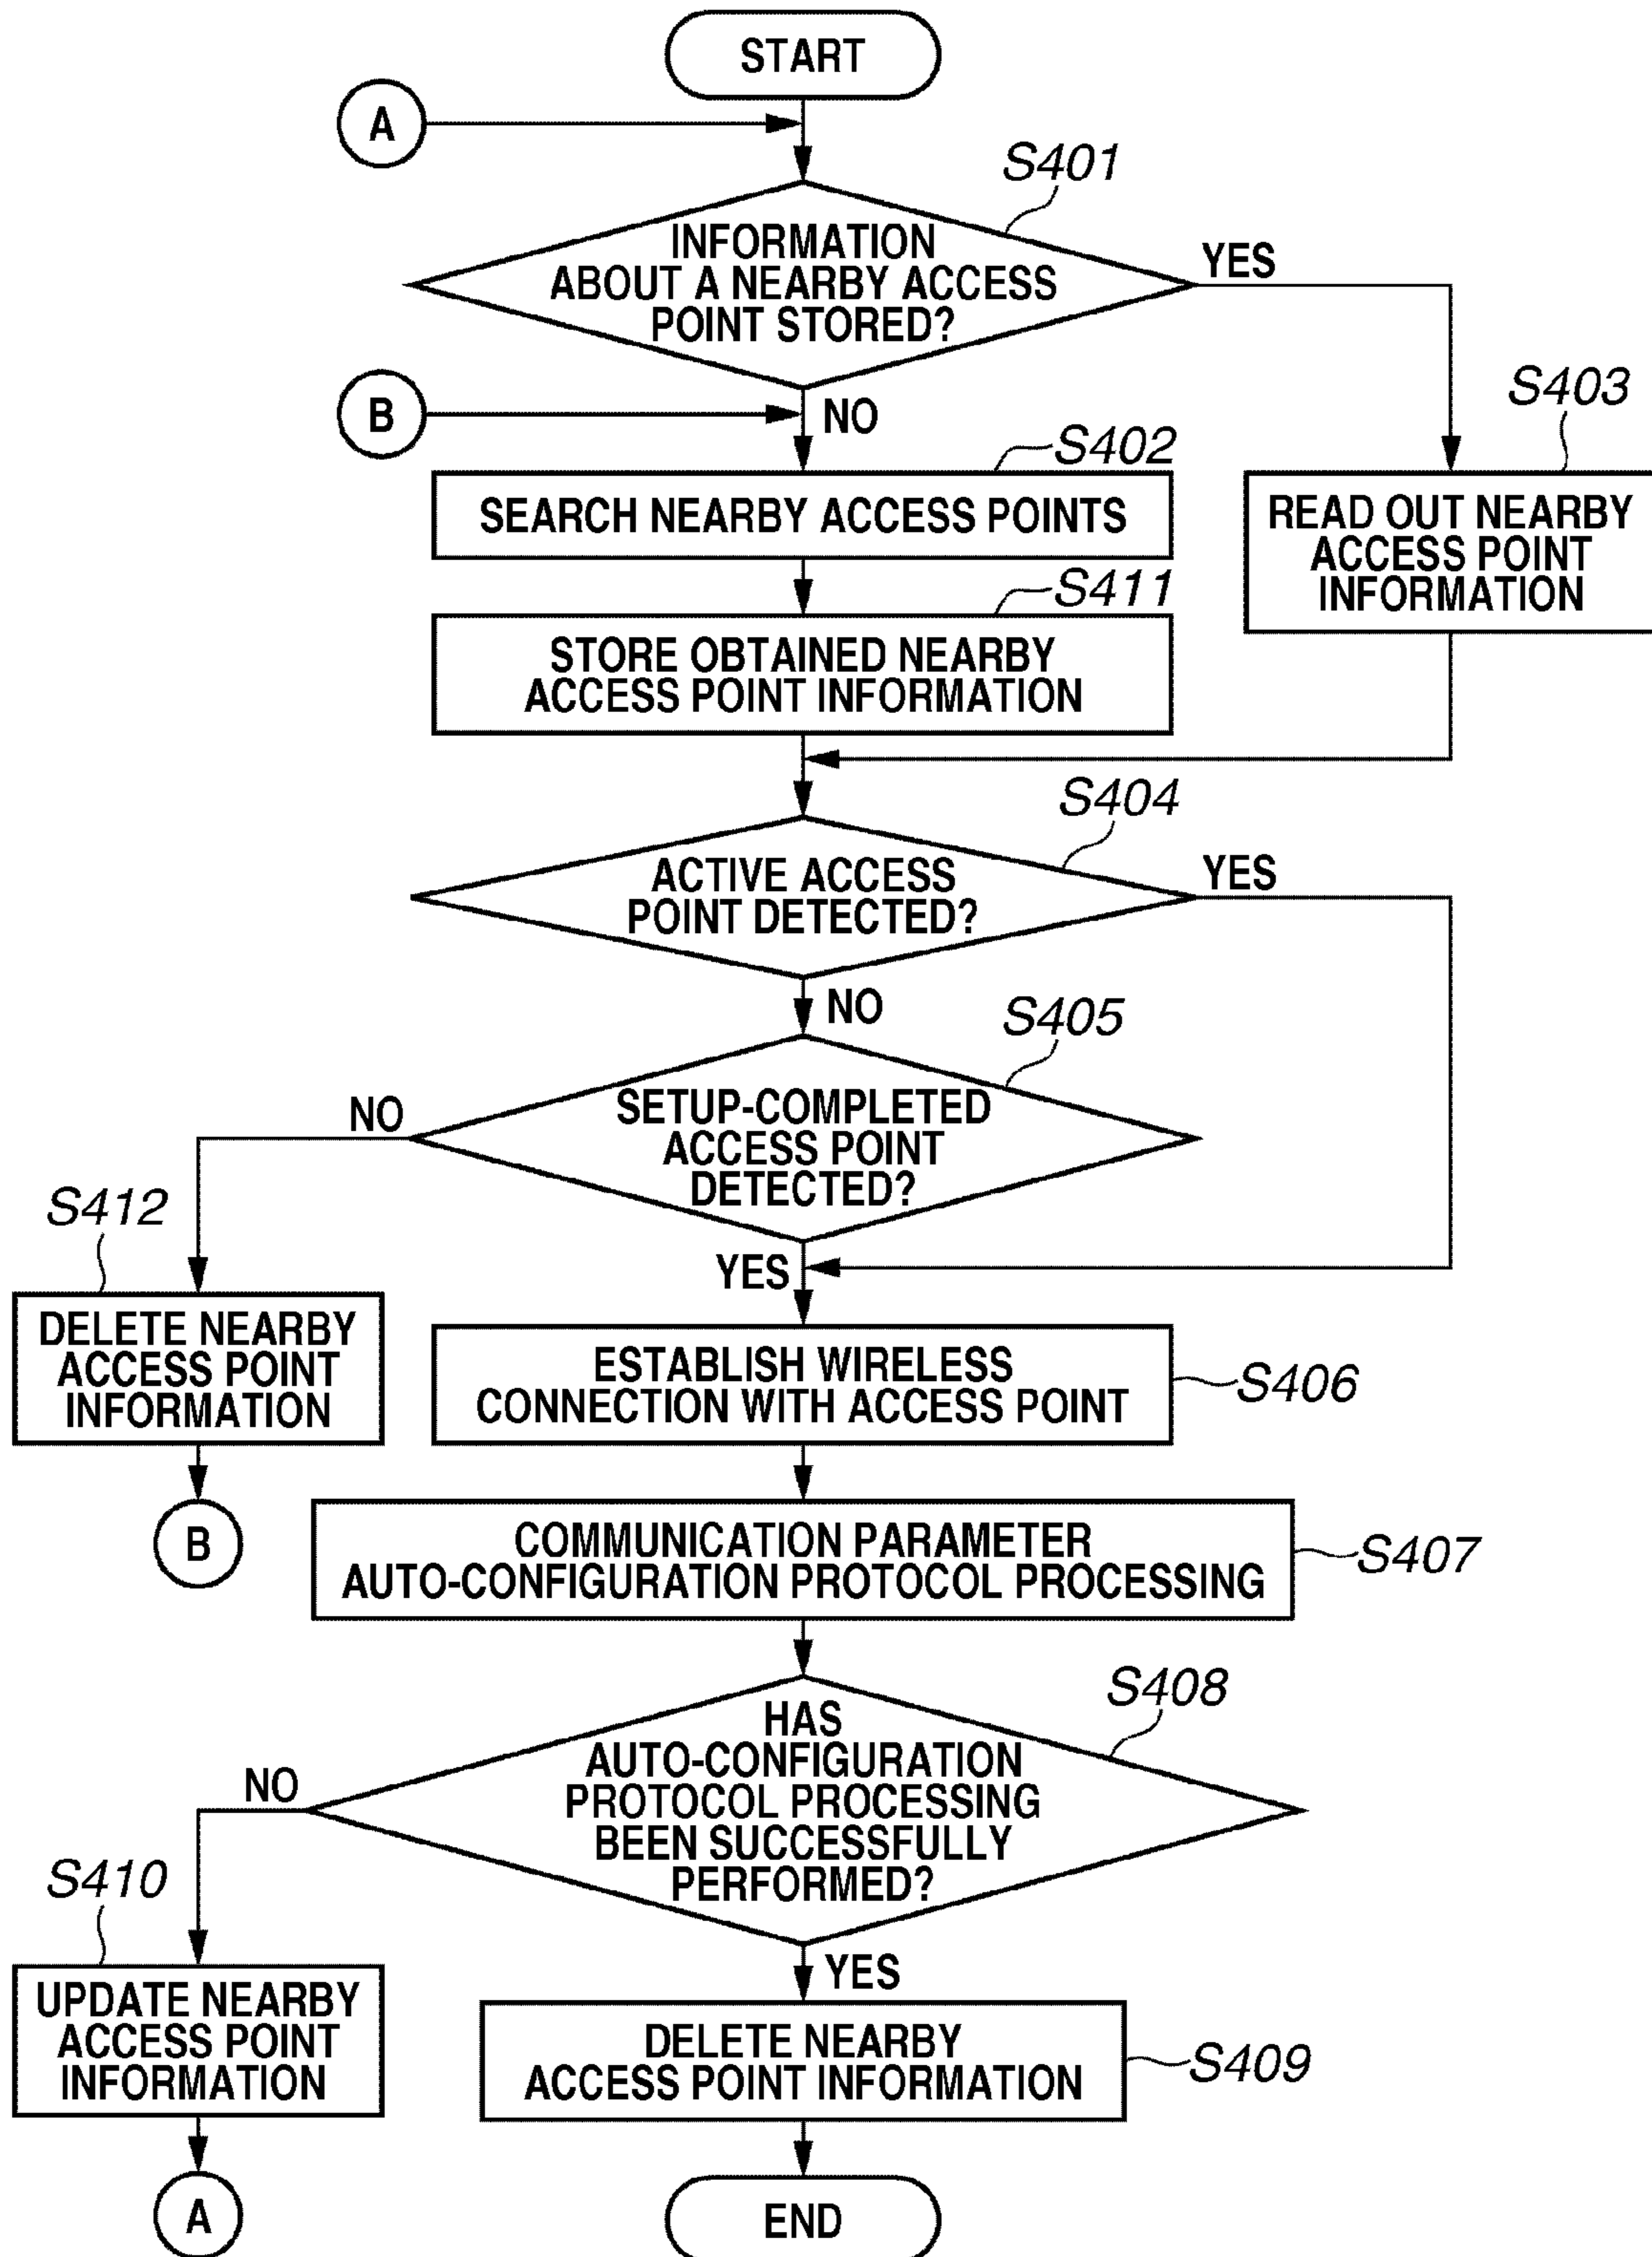 START
A
S401
INFORMATION
ABOUT A NEARBY ACCESS
POINT STORED?
YES
B
NO
S403
S402
SEARCH NEARBY ACCESS POINTS
READ OUT NEARBY
ACCESS POINT
INFORMATION
S411
STORE OBTAINED NEARBY
ACCESS POINT INFORMATION
S404
ACTIVE ACCESS
POINT DETECTED?
YES
NO
S405
SETUP-COMPLETED
ACCESS POINT
DETECTED?
NO
S412
YES
DELETE NEARBY
ACCESS POINT
INFORMATION
B
ESTABLISH WIRELESS
CONNECTION WITH ACCESS POINT
S406
COMMUNICATION PARAMETER
AUTO-CONFIGURATION PROTOCOL PROCESSING
S407
S408
HAS
AUTO-CONFIGURATION
PROTOCOL PROCESSING
BEEN SUCCESSFULLY
PERFORMED?
NO
S410
YES
UPDATE NEARBY
ACCESS POINT
INFORMATION
A
DELETE NEARBY
ACCESS POINT INFORMATION
S409
END